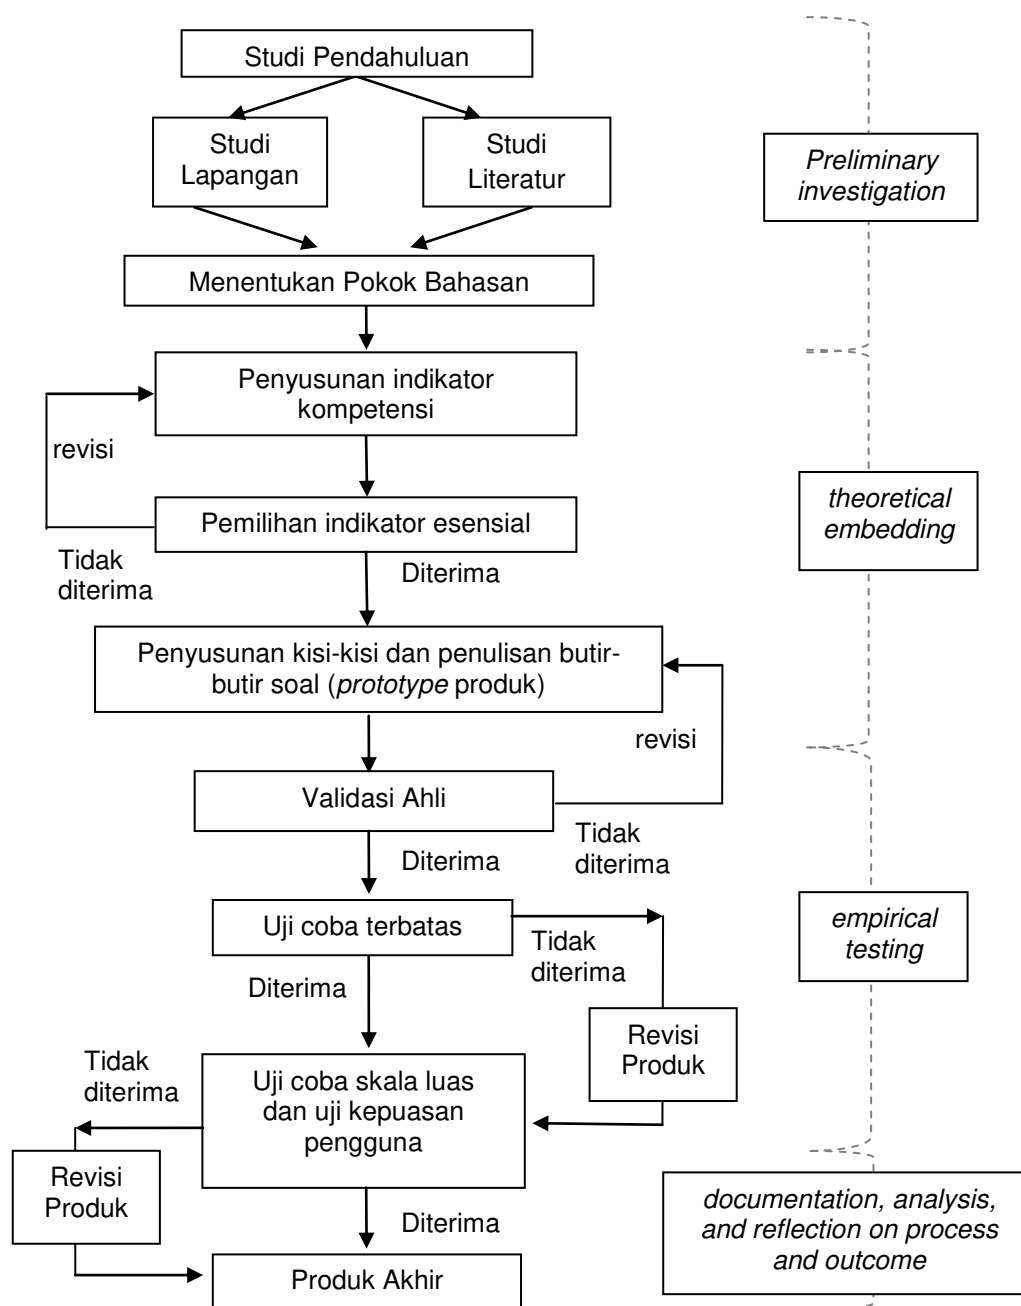 Studi Pendahuluan
Studi
Lapangan
Studi
Literatur
Preliminary
investigation
Menentukan Pokok Bahasan
Penyusunan indikator
kompetensi
revisi
Pemilihan indikator esensial
theoretical
embedding
Tidak
diterima
Diterima
Penyusunan kisi-kisi dan penulisan butir-
butir soal (prototype produk)
revisi
Validasi Ahli
Tidak
diterima
Diterima
Uji coba terbatas
Tidak
diterima
empirical
testing
Diterima
Revisi
Produk
Tidak
diterima
Uji coba skala luas
dan uji kepuasan
pengguna
Revisi
Produk
Diterima
documentation, analysis,
and reflection on process
and outcome
Produk Akhir